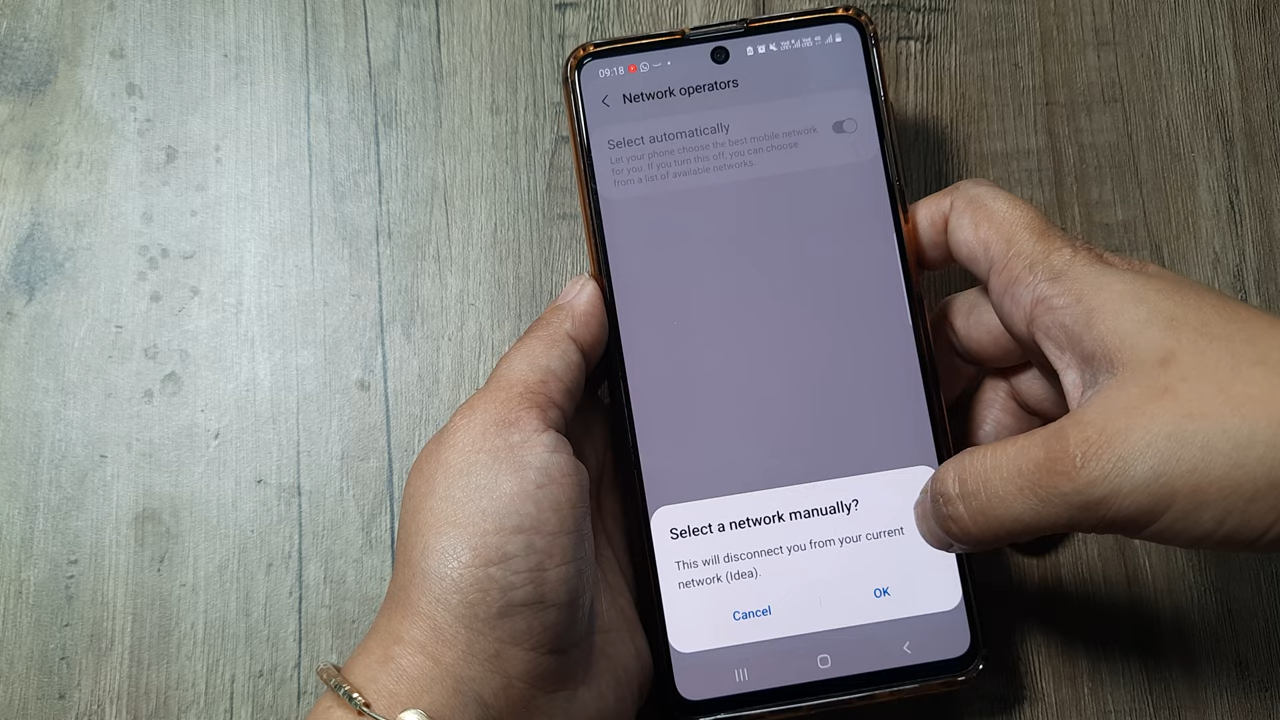 09:18
Network operators
Select automatically
Let your phone choose the best mobile network
for you. If you turn this off, you can choose
from a list of available networks.
Select a network manually?
This will disconnect you from your current
network (Idea).
Cancel
OK